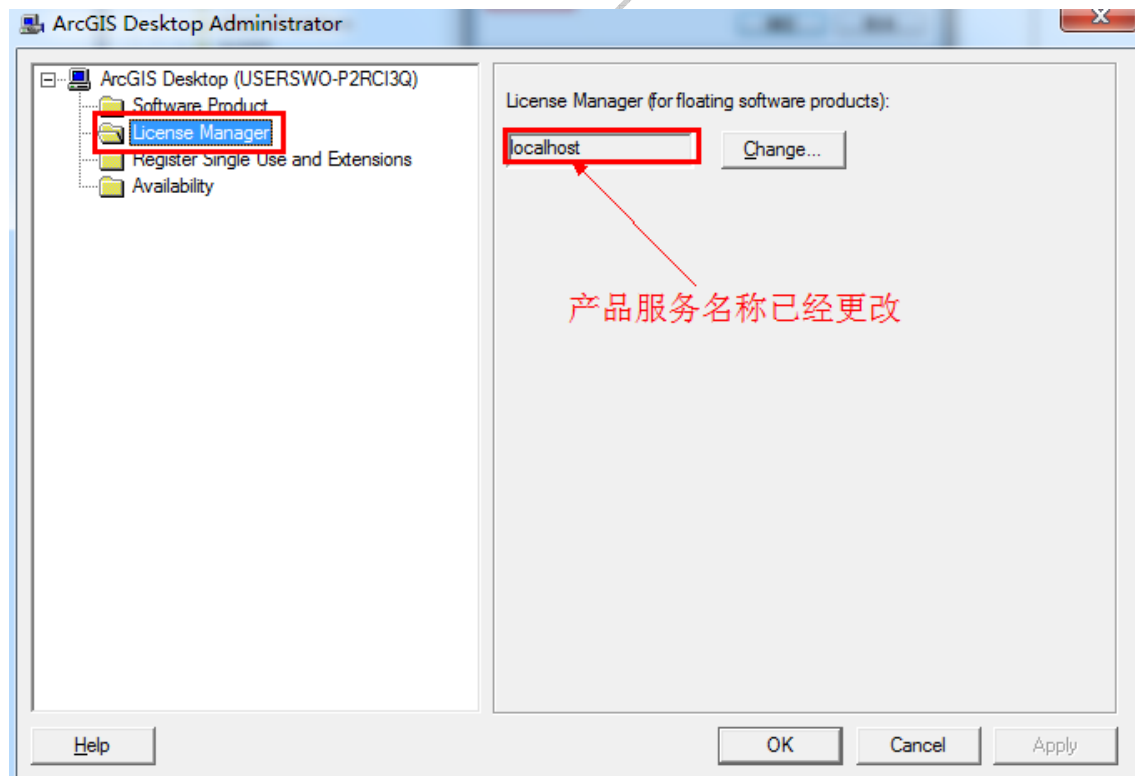 ArcGIS Desktop Administrator
ArcGIS Desktop (USERSWO-P2RCI3Q)
Software Product
License Manager
Register Single Use and Extensions
Availability
License Manager (for floating software products):
localhost
Change...
产品服务名称已经更改
Help
OK
Cancel
Apply